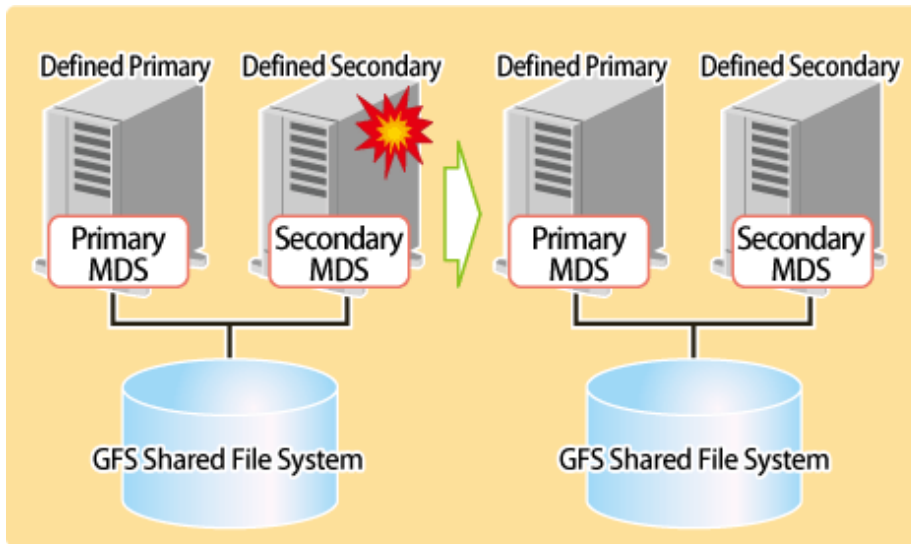 Defined Primary
Defined Secondary
Primary
MDS
Secondary
MDS
GFS Shared File System
Defined Primary
Defined Secondary
Primary
MDS
Secondary
MDS
GFS Shared File System